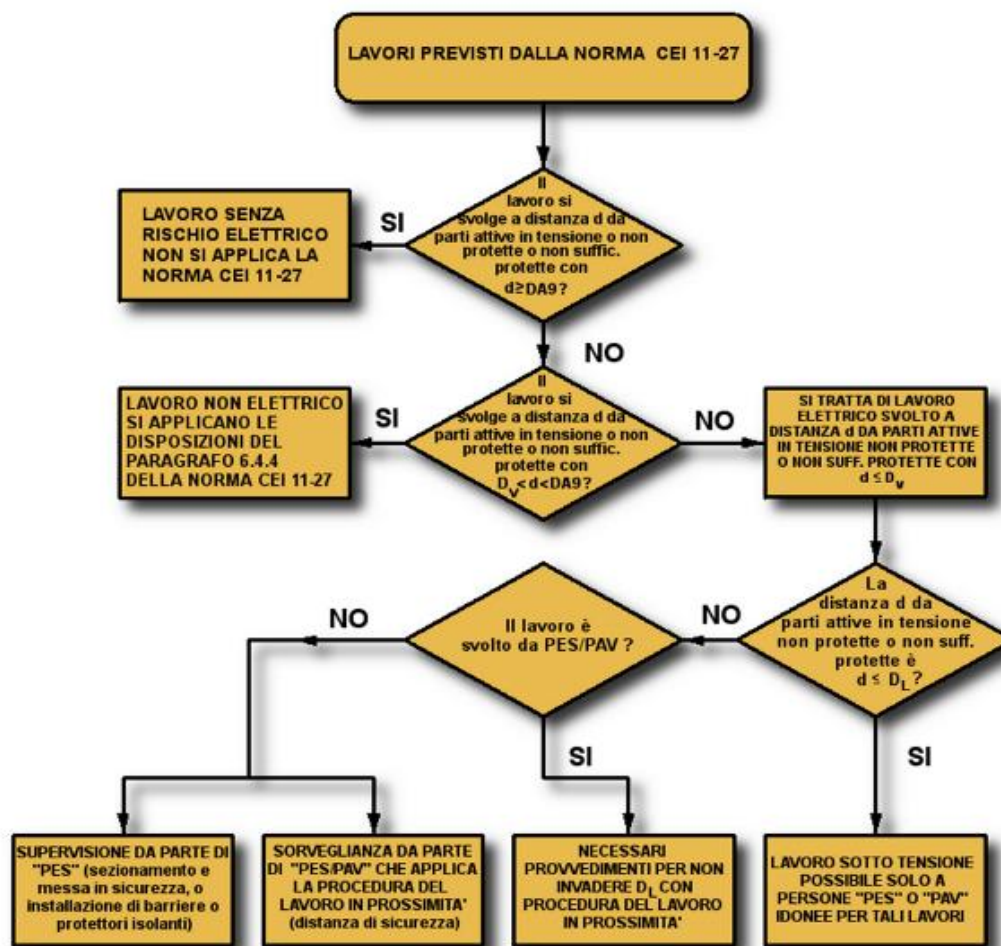 LAVORI PREVISTI DALLA NORMA CEI 11-27
Il
lavoro si
svolge a distanza d da
parti attive in tensione o non
protette o non suffic.
protette con
d≥DA9?
SI
LAVORO SENZA
RISCHIO ELETTRICO
NON SI APPLICA LA
NORMA CEI 11-27
NO
Il
lavoro si
svolge a distanza d da
parti attive in tensione o non
protette o non suffic.
protette con
Dv<d<DA9?
SI
LAVORO NON ELETTRICO
SI APPLICANO LE
DISPOSIZIONI DEL
PARAGRAFO 6.4.4
DELLA NORMA CEI 11-27
NO
SI TRATTA DI LAVORO
ELETTRICO SVOLTO A
DISTANZA d DA PARTI ATTIVE
IN TENSIONE NON PROTETTE
O NON SUFF. PROTETTE CON
d ≤ Dv
La
distanza d da
parti attive in tensione
non protette o non suff.
protette è
d ≤ DL?
NO
Il lavoro è
svolto da PES/PAV ?
NO
SI
SI
SUPERVISIONE DA PARTE DI
"PES" (sezionamento e
messa in sicurezza, o
installazione di barriere o
protettori isolanti)
SORVEGLIANZA DA PARTE
DI "PES/PAV" CHE APPLICA
LA PROCEDURA DEL
LAVORO IN PROSSIMITA'
(distanza di sicurezza)
NECESSARI
PROVVEDIMENTI PER NON
INVADERE DL CON
PROCEDURA DEL LAVORO
IN PROSSIMITA'
LAVORO SOTTO TENSIONE
POSSIBILE SOLO A
PERSONE "PES" O "PAV"
IDONEE PER TALI LAVORI